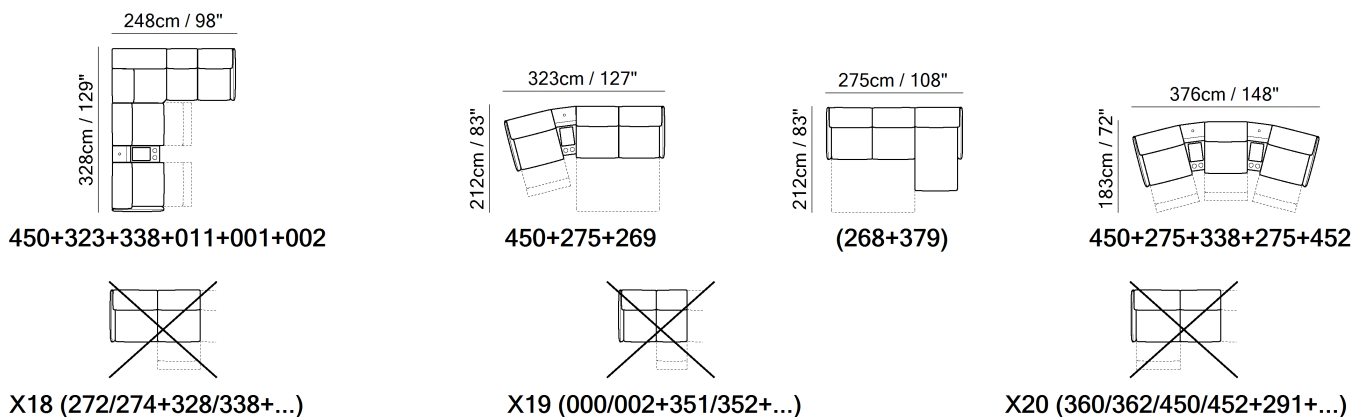 248cm / 98"
328cm / 129"
450+323+338+011+001+002
323cm / 127"
212cm / 83"
450+275+269
275cm / 108"
212cm / 83"
(268+379)
376cm / 148"
183cm / 72"
450+275+338+275+452
X18 (272/274+328/338+...)
X19 (000/002+351/352+...)
X20 (360/362/450/452+291+...)